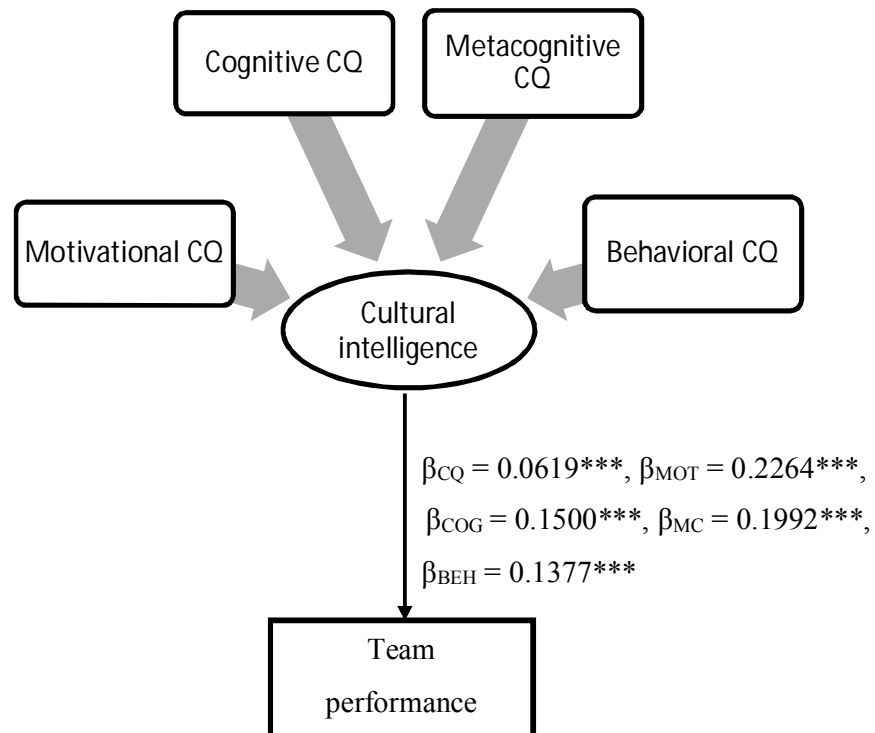 Cognitive CQ
Metacognitive
CQ
Motivational CQ
Behavioral CQ
Cultural
intelligence
βCQ = 0.0619***, βMOT = 0.2264***,
βCOG = 0.1500***, βMC = 0.1992***,
βBEH = 0.1377***
Team
performance